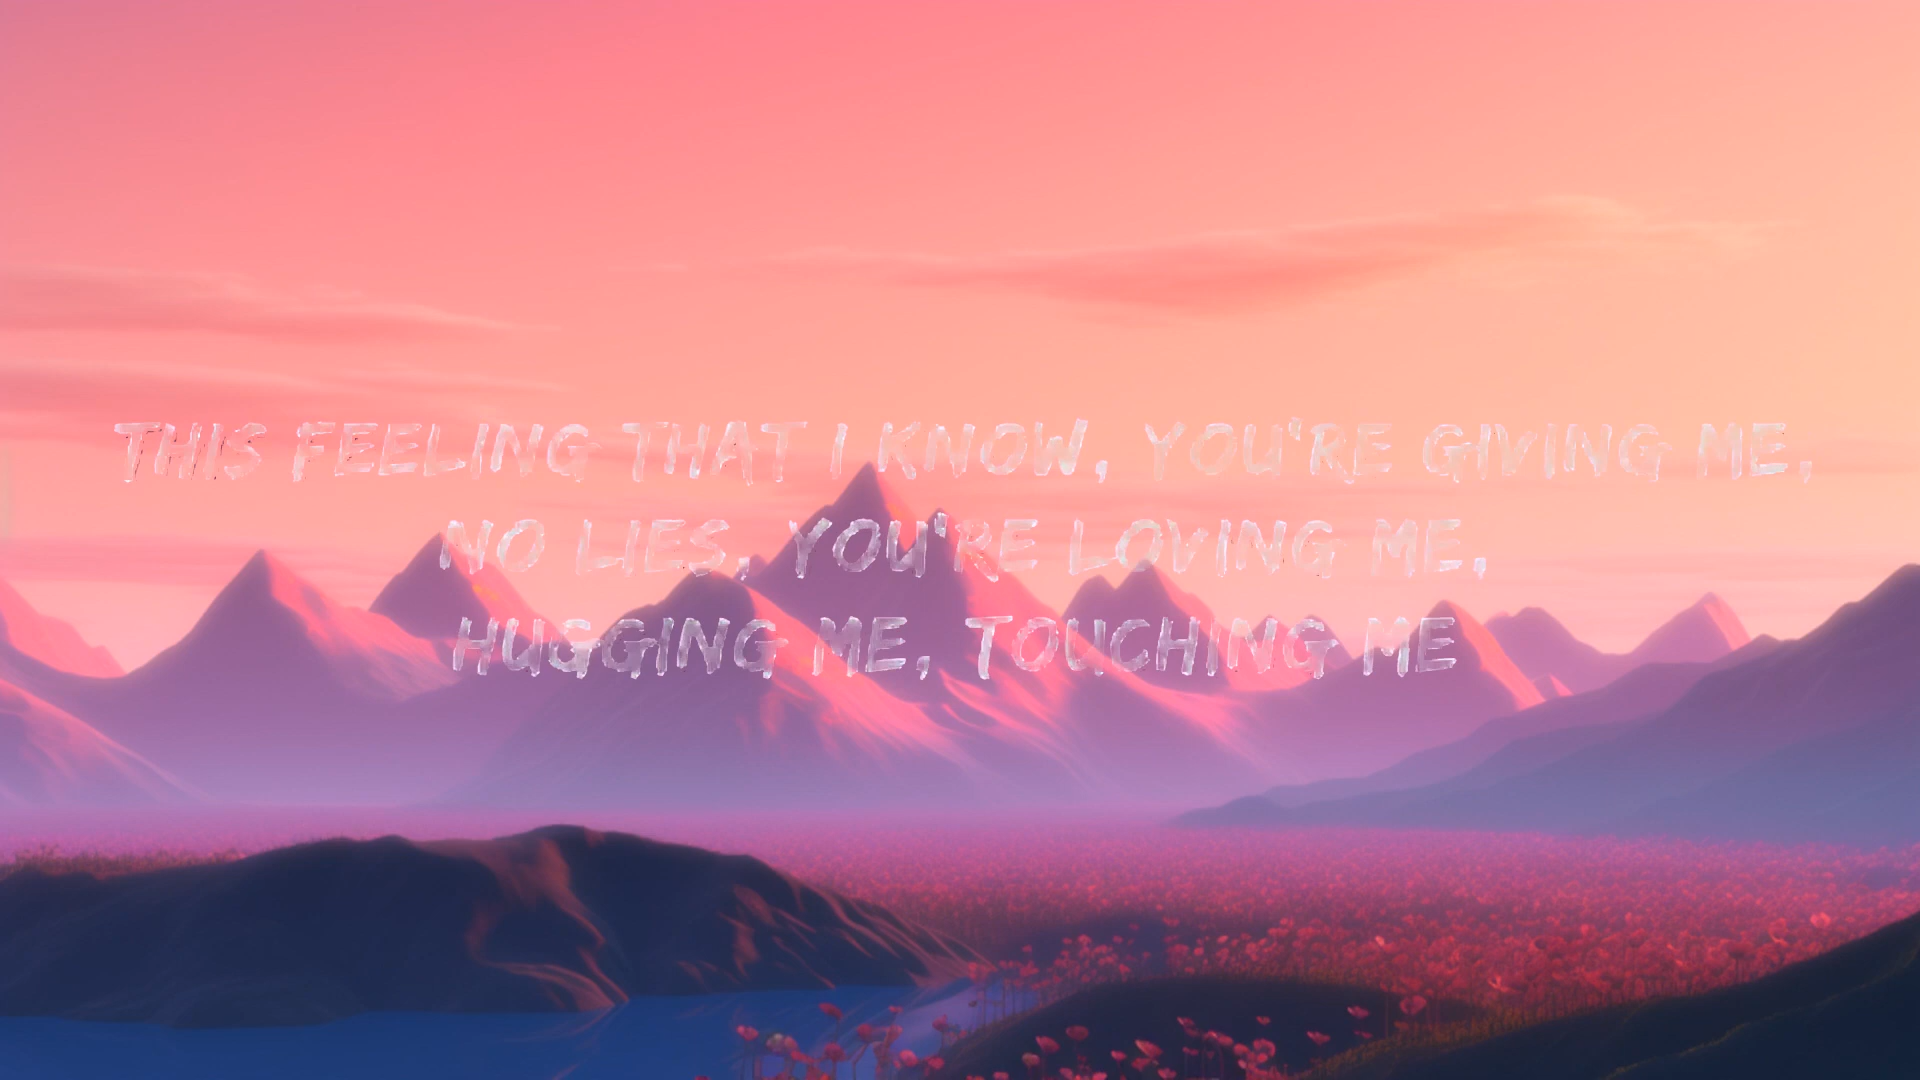 THIS FEELING THAT I KNOW, YOU'RE GIVING ME,
NO LIES, YOU'RE LOVING ME,
HUGGING ME, TOUCHING ME